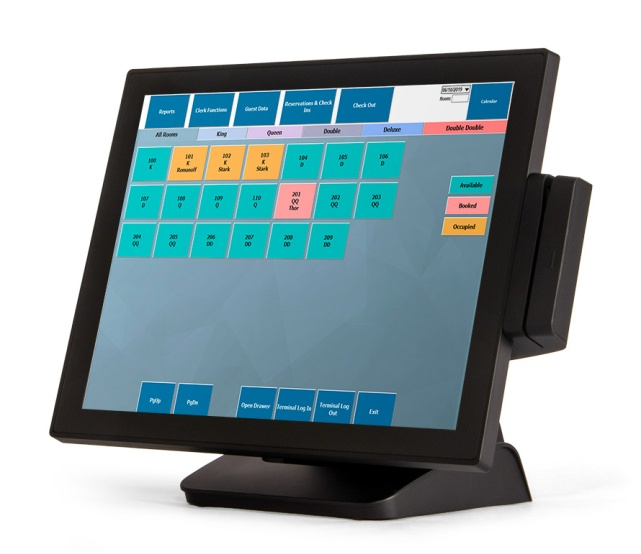 Reports
Clerk Functions
Guest Data
Reservations & Check
Ins
Check Out
06/10/2019
Room:
Calendar
All Rooms
King
Queen
Double
Deluxe
Double Double
100
K
101
K
Romanoff
102
K
Stark
103
K
Stark
104
D
105
D
106
D
107
D
108
Q
109
Q
110
Q
201
QQ
Thor
202
QQ
203
QQ
204
QQ
205
QQ
206
DD
207
DD
208
DD
209
DD
Available
Booked
Occupied
PgUp
PgDn
Open Drawer
Terminal Log In
Terminal Log
Out
Exit